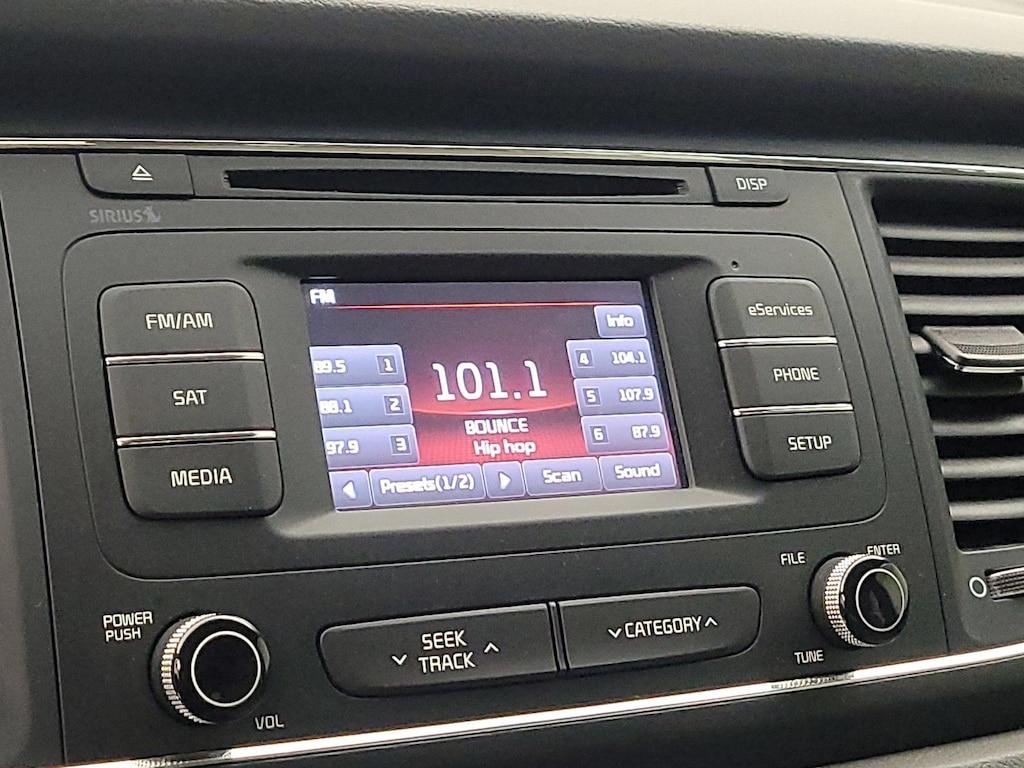 DISP
SIRIUS
FM/AM
SAT
MEDIA
FM
Info
89.5 1
88.1 2
97.9 3
101.1
BOUNCE
Hip hop
4 104.1
5 107.9
6 87.9
Presets(1/2)
Scan
Sound
eServices
PHONE
SETUP
POWER
PUSH
VOL
SEEK
TRACK
CATEGORY
FILE
ENTER
TUNE